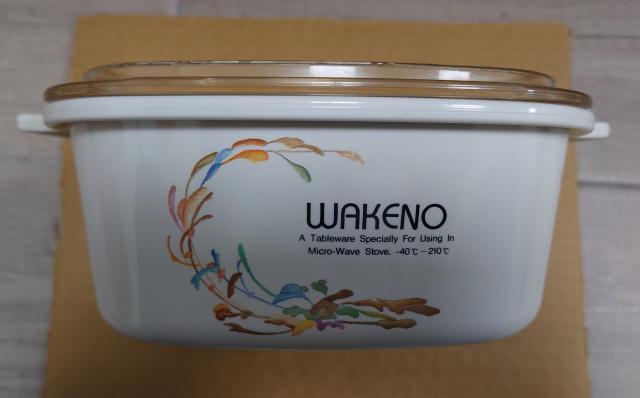 WAKENO
A Tableware Specially For Using In
Micro-Wave Stove. -40℃~210℃